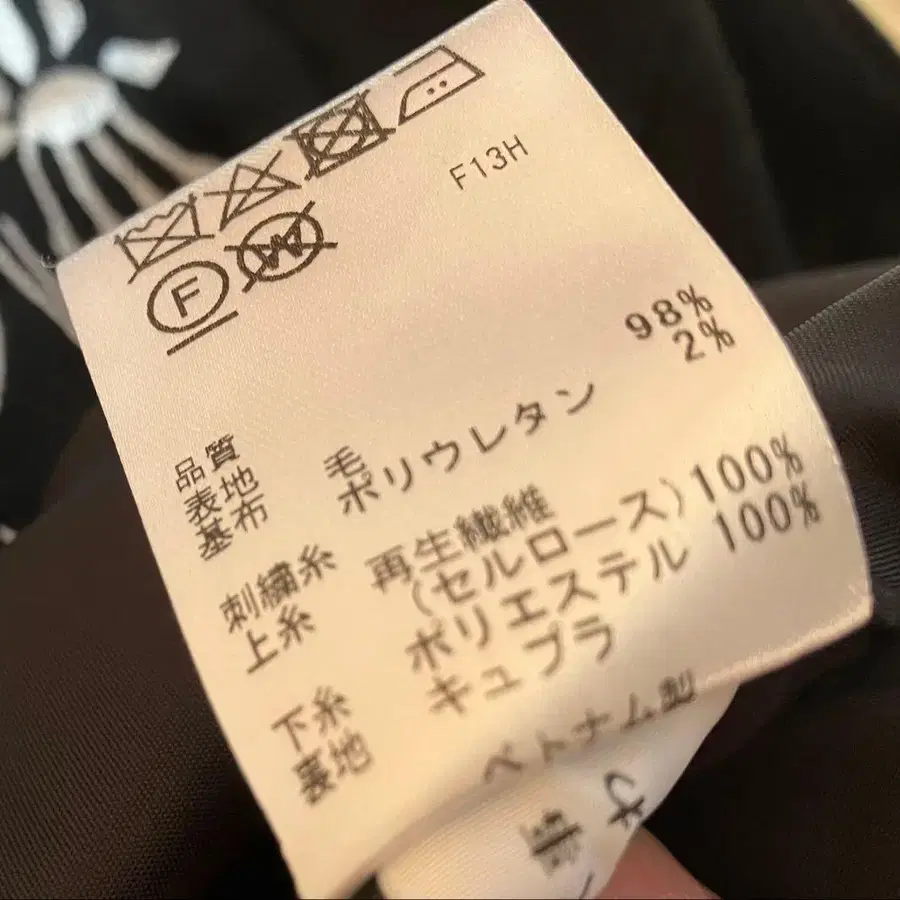 F13H
F
W
品質
表地
基布 毛 98%
ポリウレタン 2%
刺繍糸
上糸 再生繊維
(セルロース)100%
下糸 ポリエステル 100%
裏地 キュプラ
ベトナム製